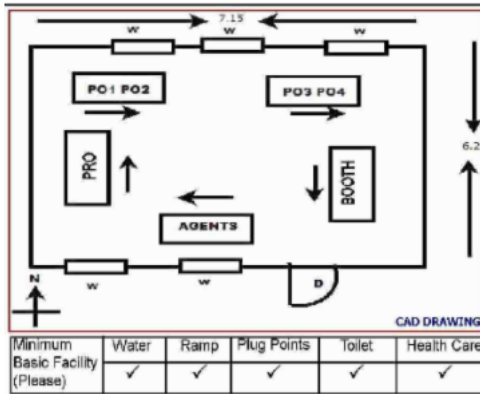 7.15
W W W
PO1 PO2
PO3 PO4
6.2
PRO
BOOTH
AGENTS
W W
D
N
CAD DRAWING
Minimum Basic Facility (Please) Water Ramp Plug Points Toilet Health Care
✓ ✓ ✓ ✓ ✓